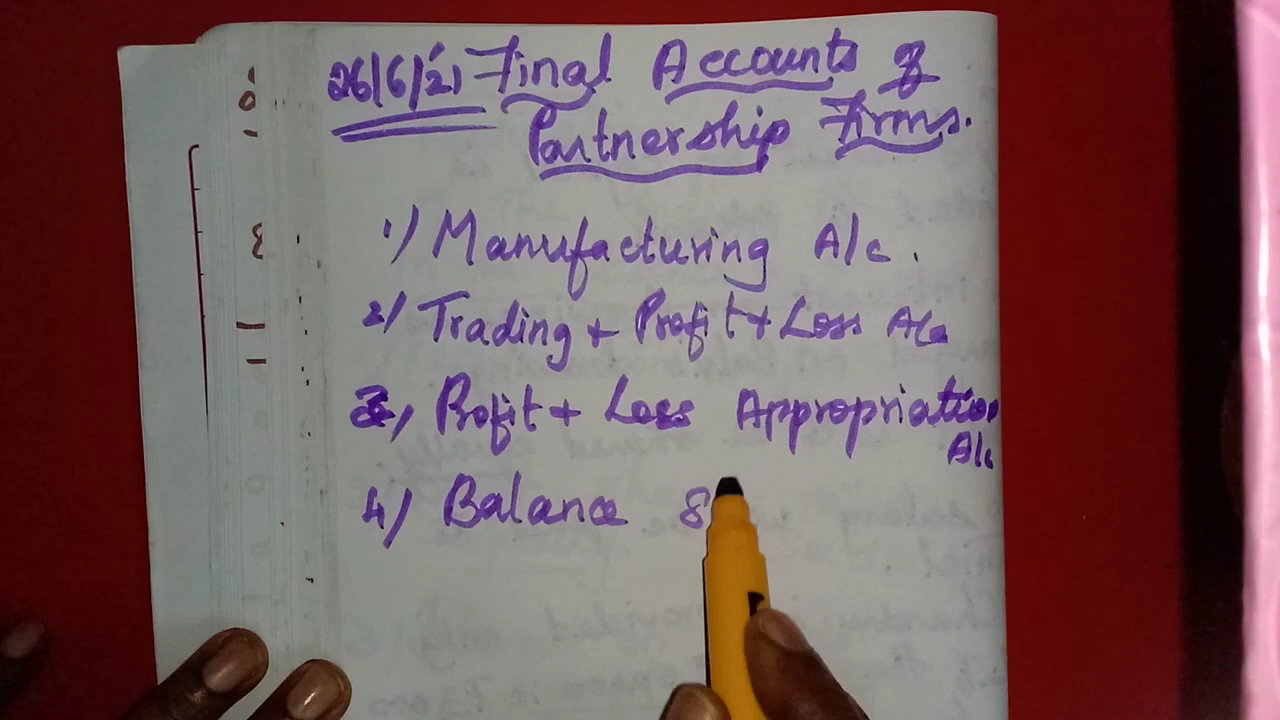 26/6/'21 Final Accounts of
Partnership Firms.
1) Manufacturing A/c.
2) Trading + Profit + Loss A/c
3) Profit + Loss Appropriation
A/c
4) Balance S